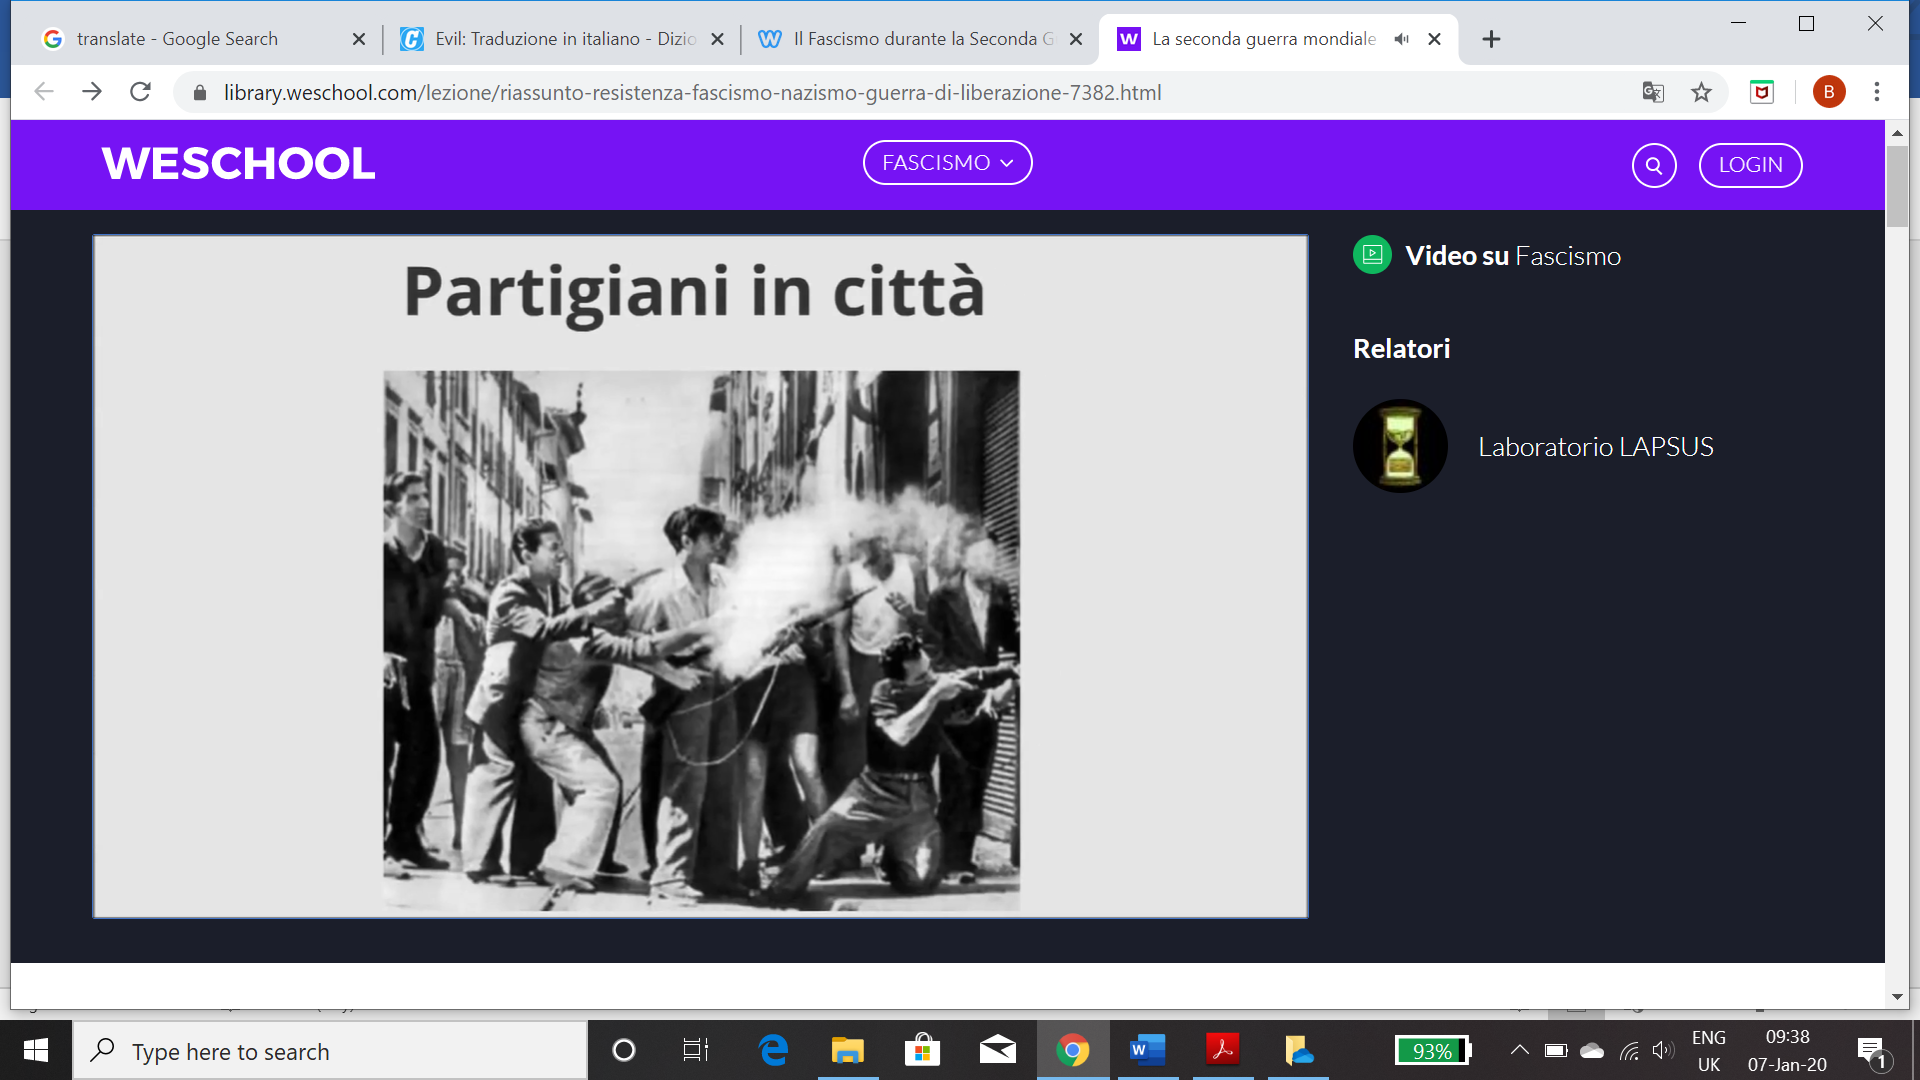 translate - Google Search
Evil: Traduzione in italiano - Dizio
Il Fascismo durante la Seconda G
La seconda guerra mondiale
library.weschool.com/lezione/riassunto-resistenza-fascismo-nazismo-guerra-di-liberazione-7382.html
B
WESCHOOL
FASCISMO
LOGIN
Partigiani in città
Video su Fascismo
Relatori
Laboratorio LAPSUS
Type here to search
93%
ENG
UK
09:38
07-Jan-20
1